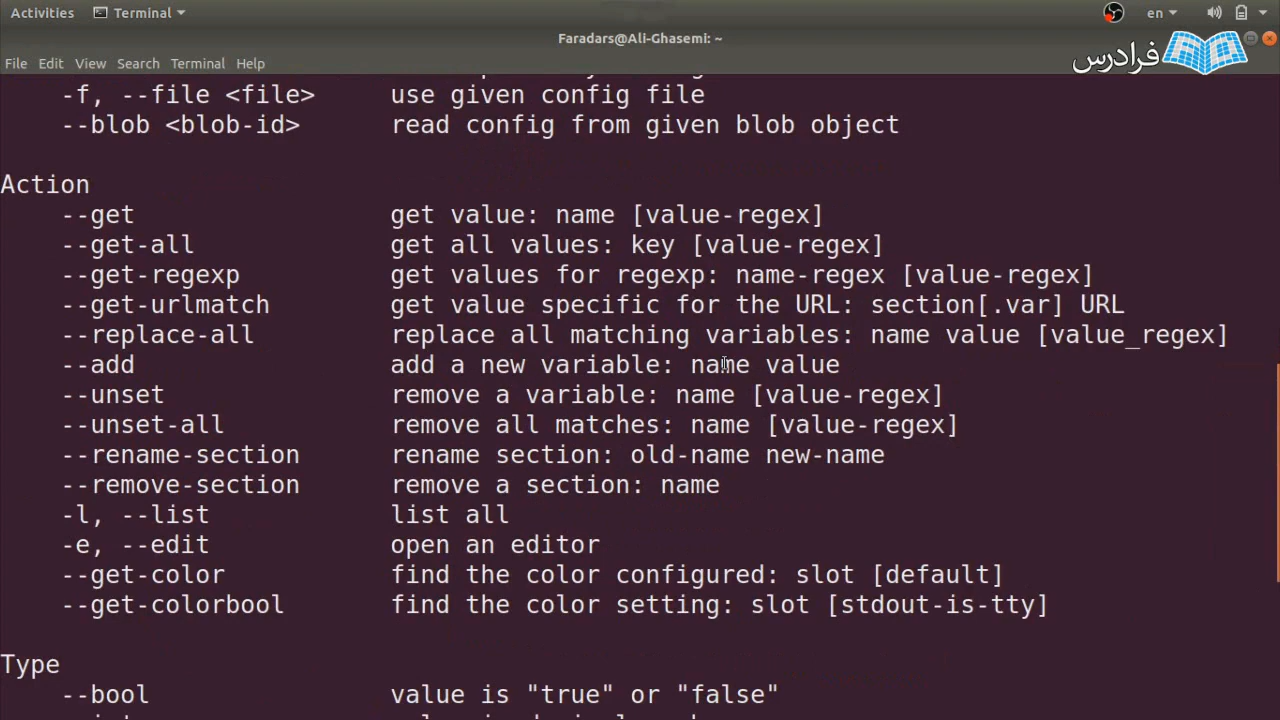 Activities Terminal en
Faradars@Ali-Ghasemi: ~
فرادرس
File Edit View Search Terminal Help
-f, --file <file> use given config file
--blob <blob-id> read config from given blob object
Action
--get get value: name [value-regex]
--get-all get all values: key [value-regex]
--get-regexp get values for regexp: name-regex [value-regex]
--get-urlmatch get value specific for the URL: section[.var] URL
--replace-all replace all matching variables: name value [value_regex]
--add add a new variable: name value
--unset remove a variable: name [value-regex]
--unset-all remove all matches: name [value-regex]
--rename-section rename section: old-name new-name
--remove-section remove a section: name
-l, --list list all
-e, --edit open an editor
--get-color find the color configured: slot [default]
--get-colorbool find the color setting: slot [stdout-is-tty]
Type
--bool value is "true" or "false"